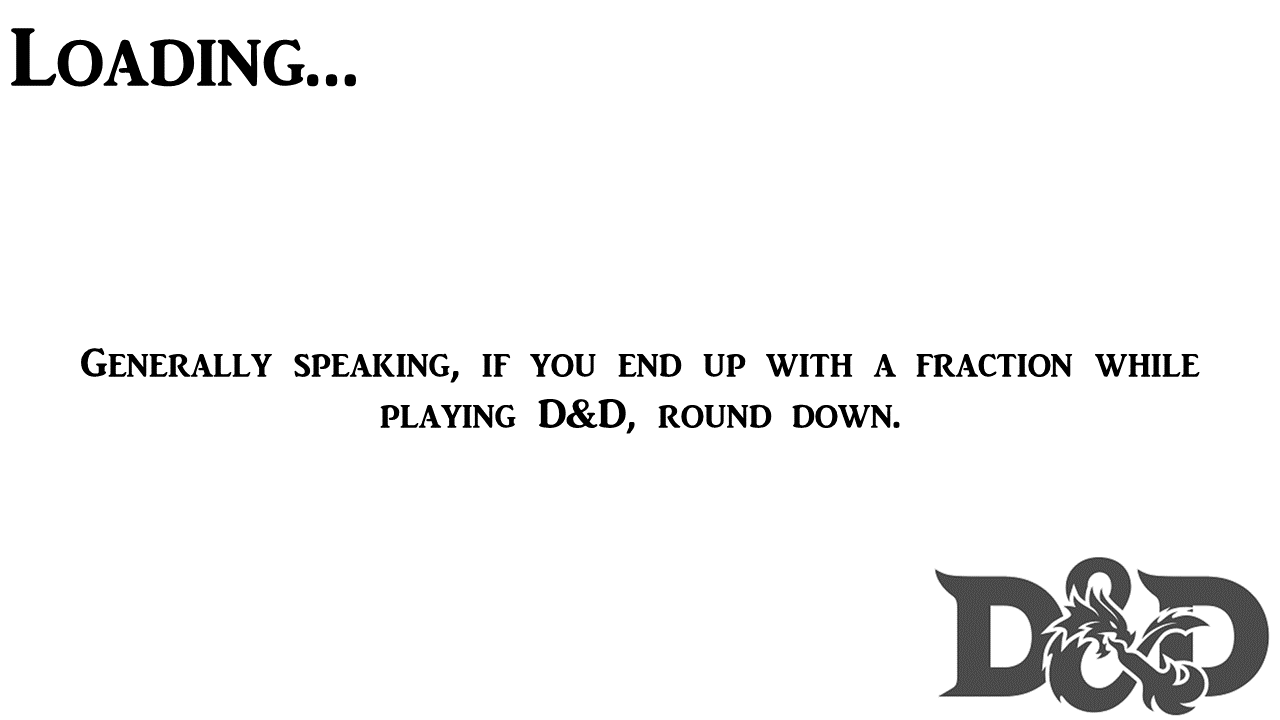 Loading...
Generally speaking, if you end up with a fraction while
playing D&D, round down.
D&D